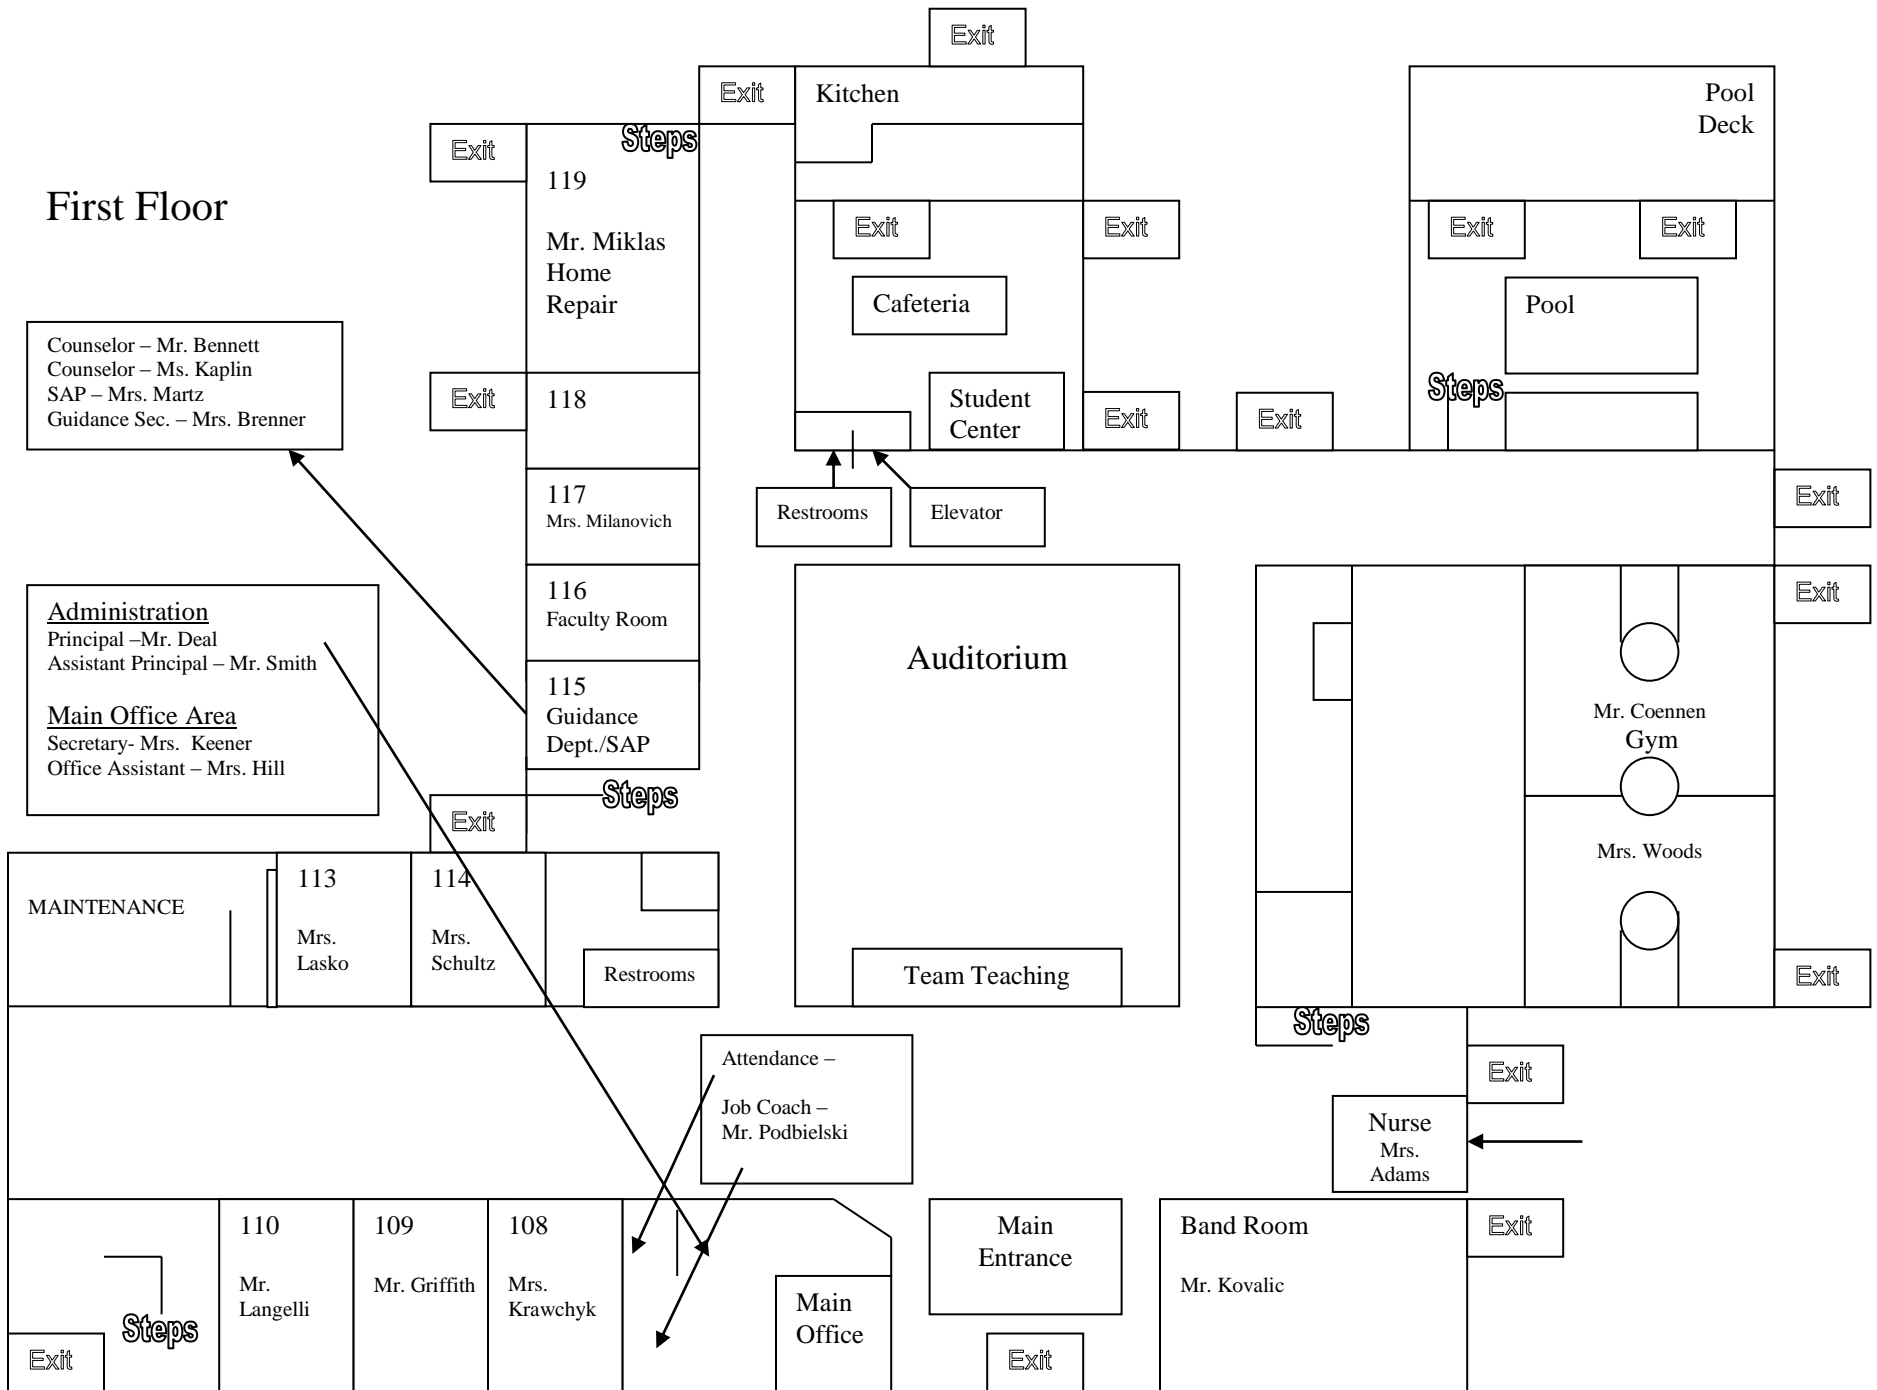 Exit
Exit
Kitchen
Pool
Deck
Exit
Steps
119
Mr. Miklas
Home
Repair
First Floor
Exit
Exit
Exit
Exit
Cafeteria
Pool
Counselor – Mr. Bennett
Counselor – Ms. Kaplin
SAP – Mrs. Martz
Guidance Sec. – Mrs. Brenner
Exit
118
Student
Center
Exit
Exit
Steps
117
Mrs. Milanovich
Restrooms
Elevator
Exit
116
Faculty Room
Exit
Administration
Principal –Mr. Deal
Assistant Principal – Mr. Smith
Main Office Area
Secretary- Mrs.  Keener
Office Assistant – Mrs. Hill
115
Guidance
Dept./SAP
Auditorium
Mr. Coennen
Gym
Steps
Exit
Mrs. Woods
MAINTENANCE
113
Mrs.
Lasko
114
Mrs.
Schultz
Restrooms
Team Teaching
Exit
Steps
Attendance –
Job Coach –
Mr. Podbielski
Exit
Nurse
Mrs.
Adams
110
Mr.
Langelli
109
Mr. Griffith
108
Mrs.
Krawchyk
Main
Entrance
Band Room
Mr. Kovalic
Exit
Steps
Main
Office
Exit
Exit